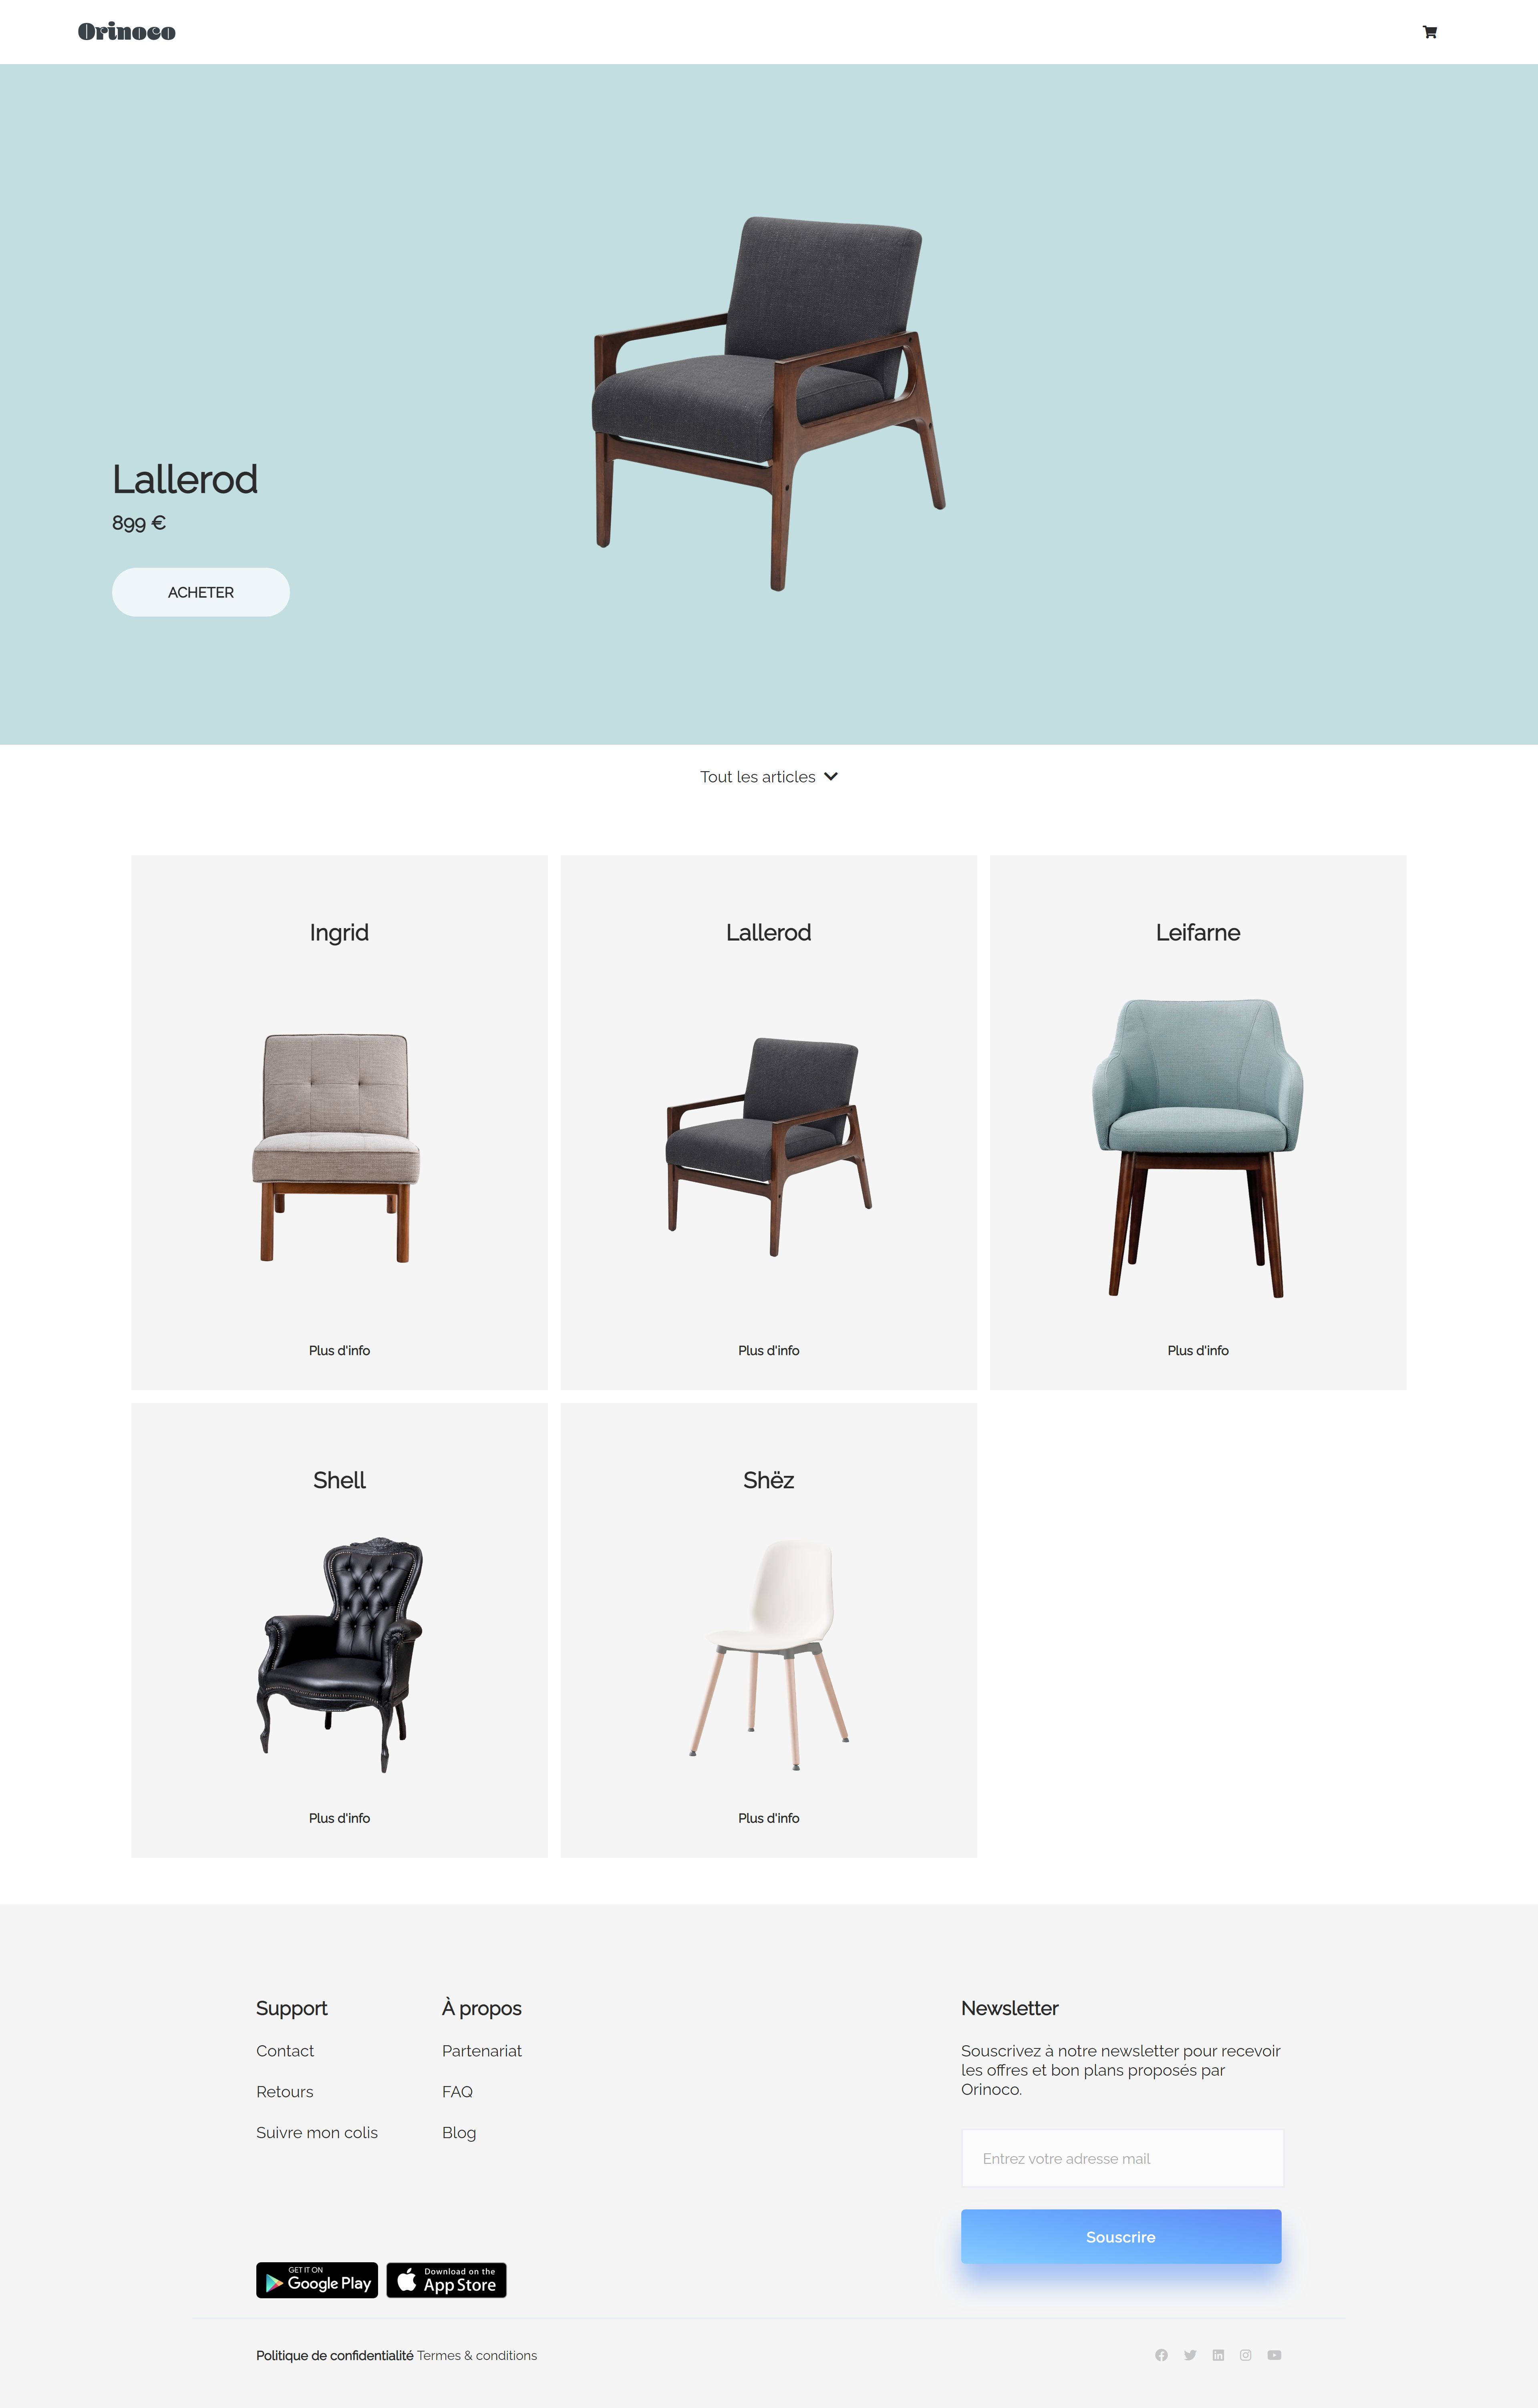 Orinoco
Lallerod
899 €
ACHETER
Tout les articles
Ingrid
Lallerod
Leifarne
Plus d'info
Plus d'info
Plus d'info
Shell
Shëz
Plus d'info
Plus d'info
Support
Contact
Retours
Suivre mon colis
À propos
Partenariat
FAQ
Blog
Newsletter
Souscrivez à notre newsletter pour recevoir
les offres et bon plans proposés par
Orinoco.
Entrez votre adresse mail
Souscrire
GET IT ON
Google Play
Download on the
App Store
Politique de confidentialité Termes & conditions